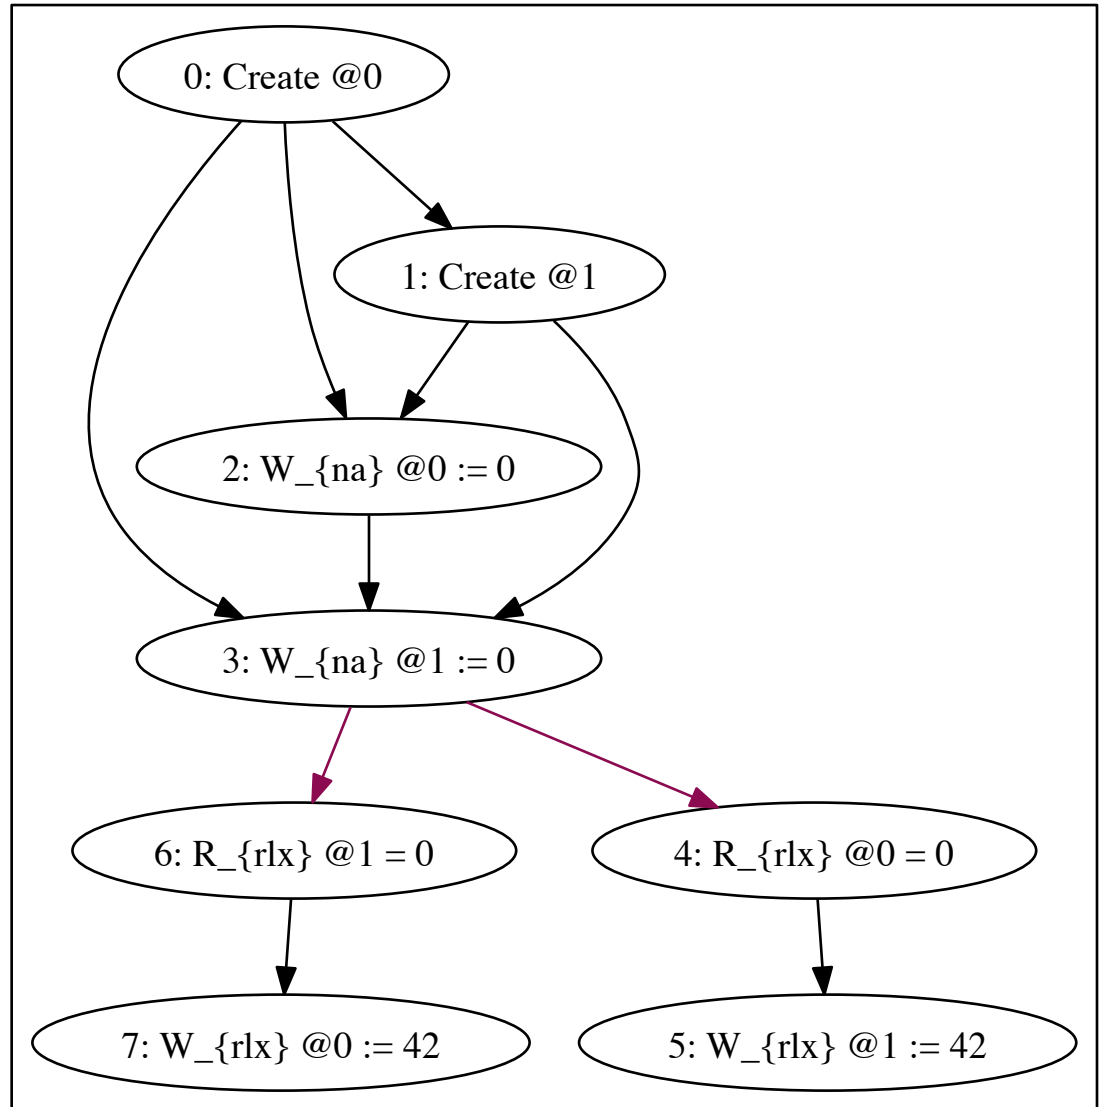 0: Create @0
1: Create @1
2: W_{na} @0 := 0
3: W_{na} @1 := 0
6: R_{rlx} @1 = 0
4: R_{rlx} @0 = 0
7: W_{rlx} @0 := 42
5: W_{rlx} @1 := 42